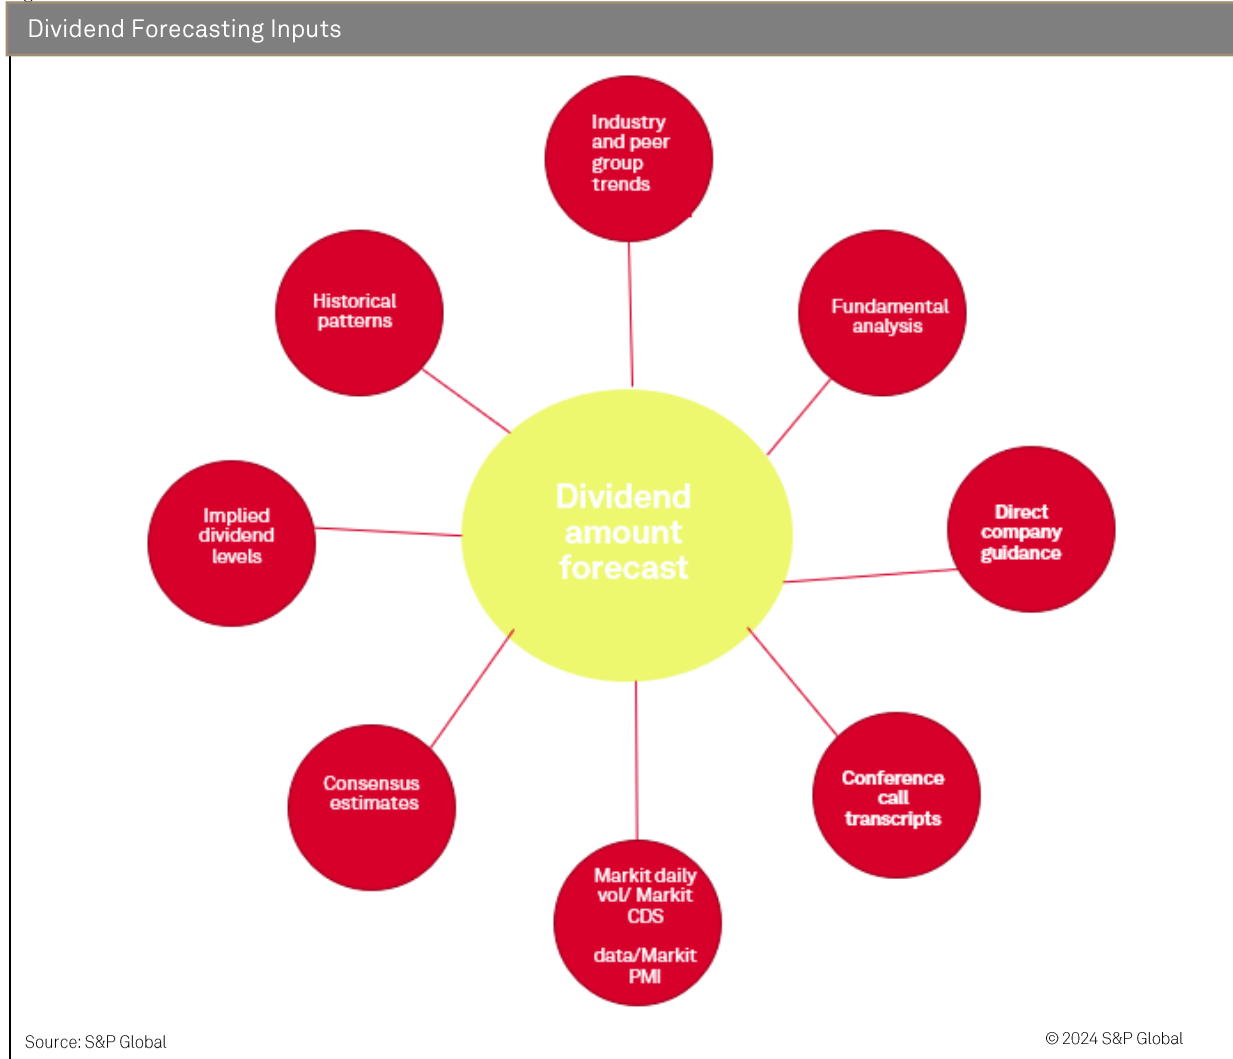 Dividend Forecasting Inputs
Industry
and peer
group
trends
Historical
patterns
Fundamental
analysis
Implied
dividend
levels
Dividend
amount
forecast
Direct
company
guidance
Consensus
estimates
Conference
call
transcripts
Markit daily
vol/ Markit
CDS
data/Markit
PMI
Source: S&P Global
© 2024 S&P Global